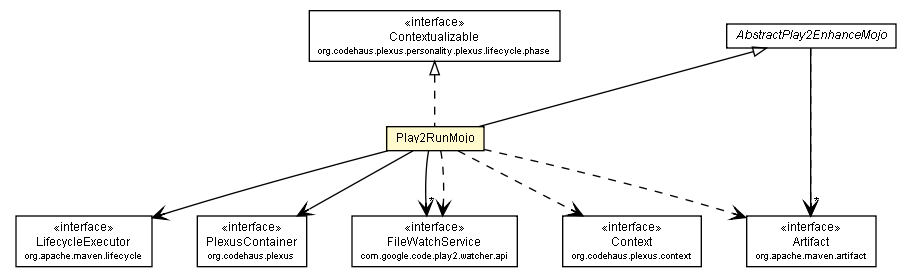 «interface»
Contextualizable
org.codehaus.plexus.personality.plexus.lifecycle.phase
AbstractPlay2EnhanceMojo
Play2RunMojo
*
*
«interface»
LifecycleExecutor
org.apache.maven.lifecycle
«interface»
PlexusContainer
org.codehaus.plexus
«interface»
FileWatchService
com.google.code.play2.watcher.api
«interface»
Context
org.codehaus.plexus.context
«interface»
Artifact
org.apache.maven.artifact